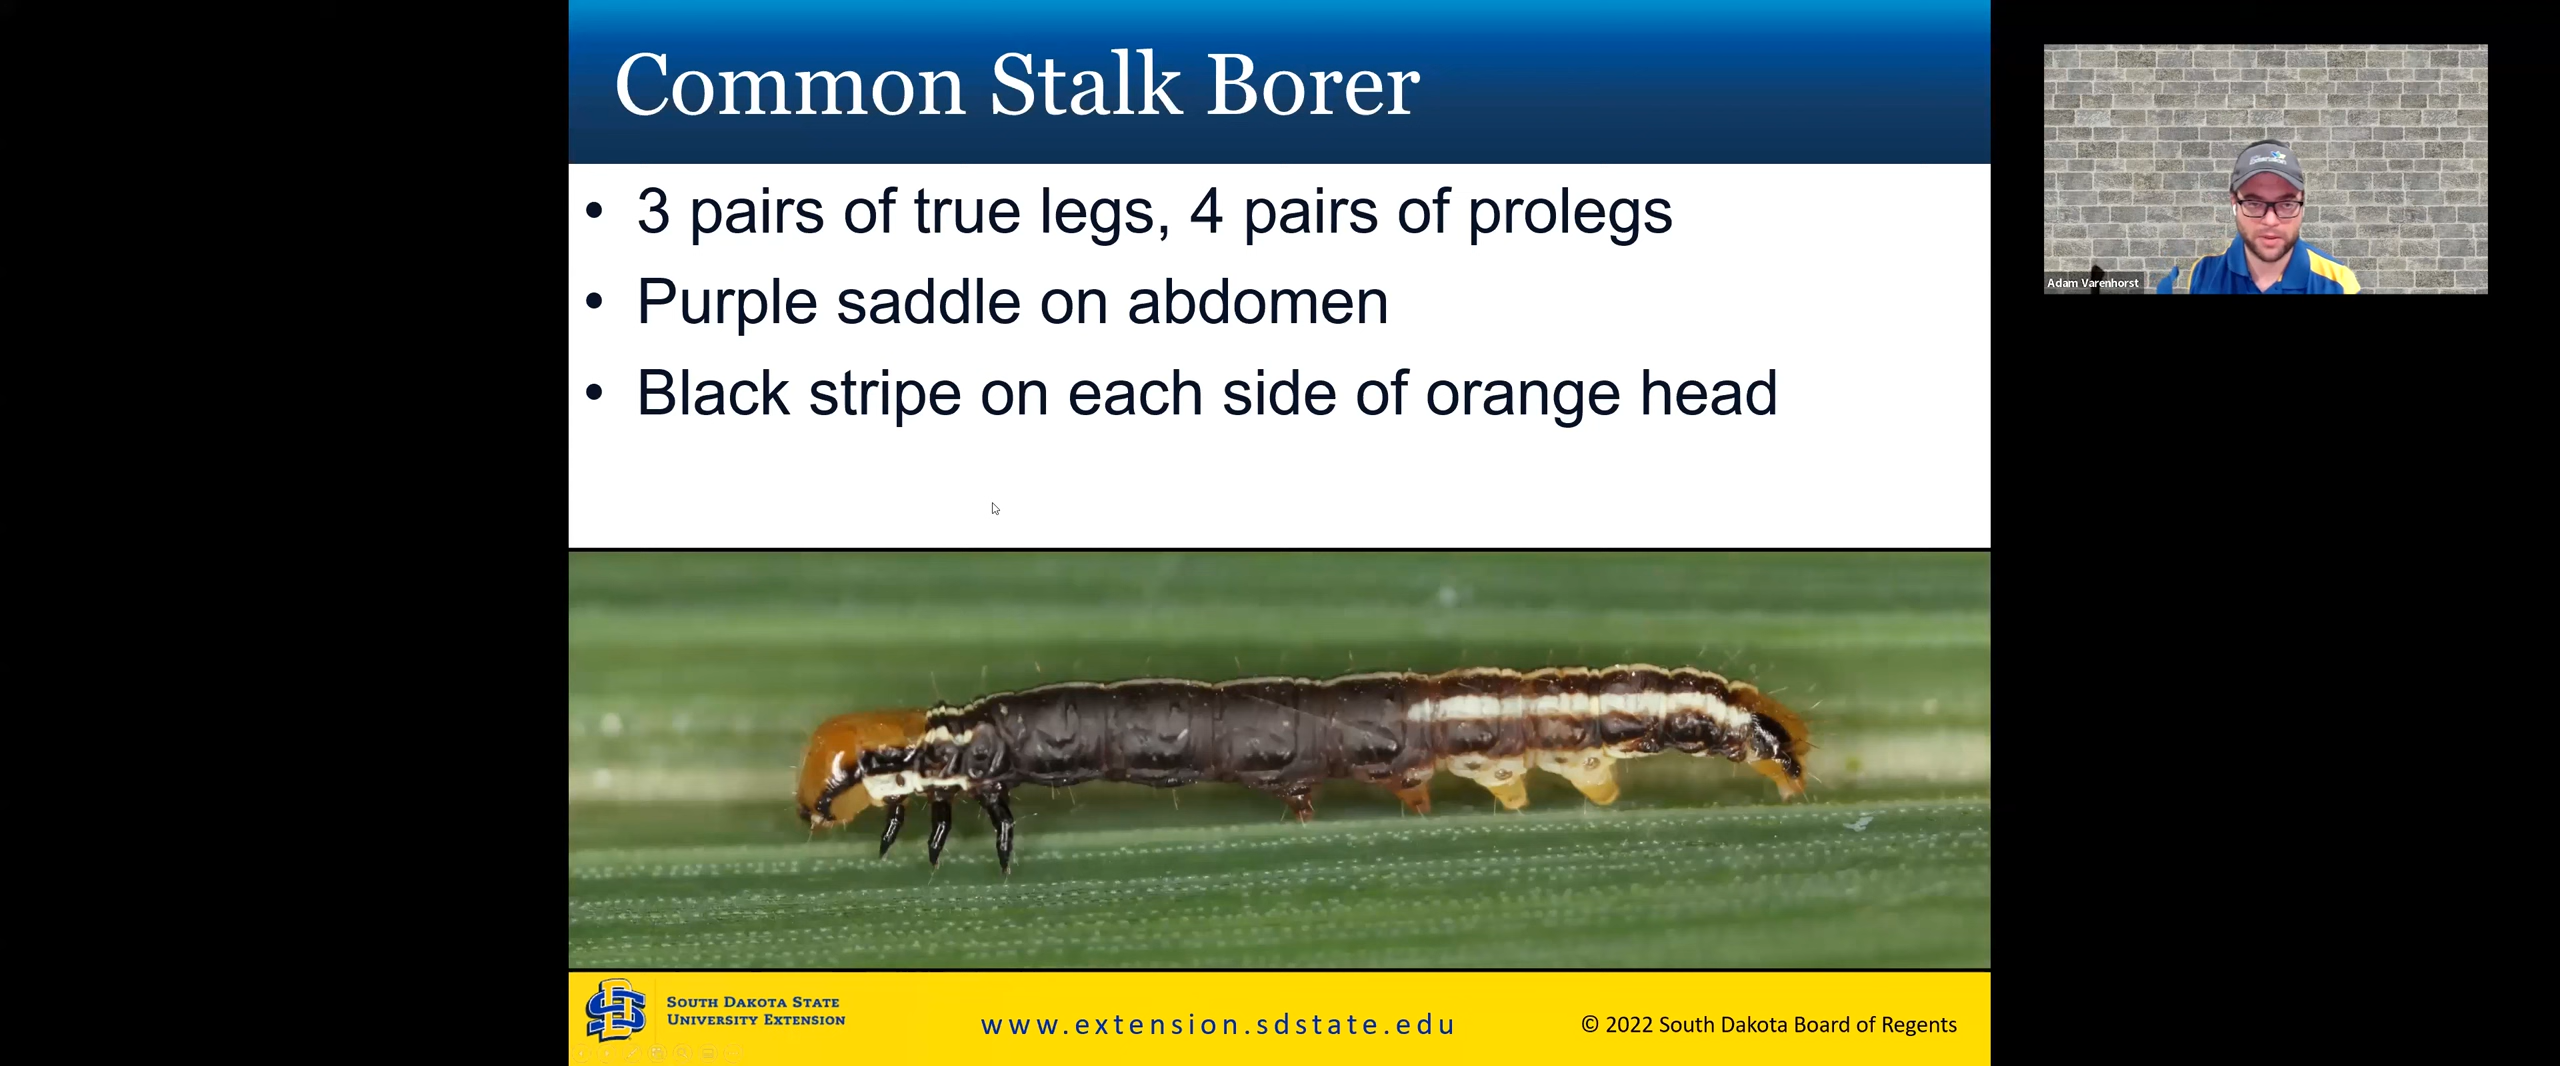 Common Stalk Borer
• 3 pairs of true legs, 4 pairs of prolegs
• Purple saddle on abdomen
• Black stripe on each side of orange head
SOUTH DAKOTA STATE
UNIVERSITY EXTENSION
www.extension.sdstate.edu
© 2022 South Dakota Board of Regents
Adam Varenhorst